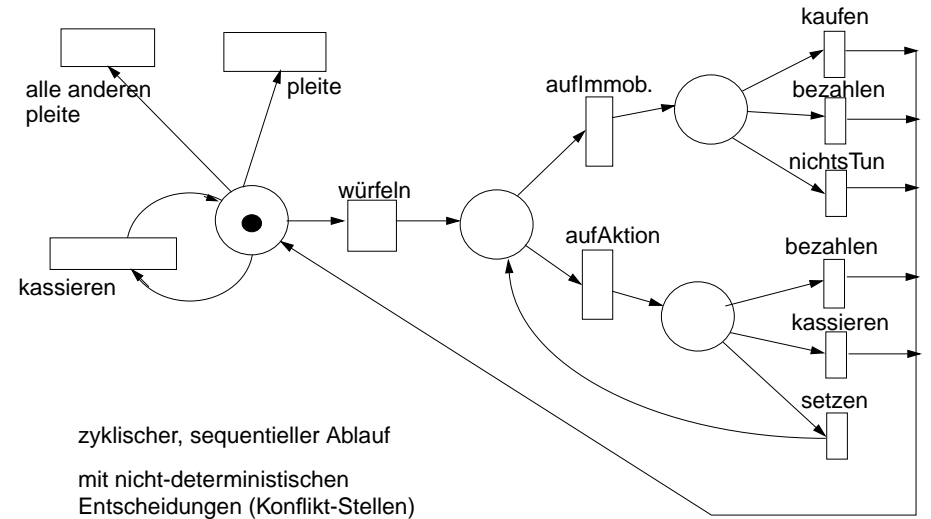 kaufen
alle anderen
pleite
pleite
aufImmob.
bezahlen
nichtsTun
würfeln
aufAktion
bezahlen
kassieren
kassieren
setzen
zyklischer, sequentieller Ablauf
mit nicht-deterministischen
Entscheidungen (Konflikt-Stellen)